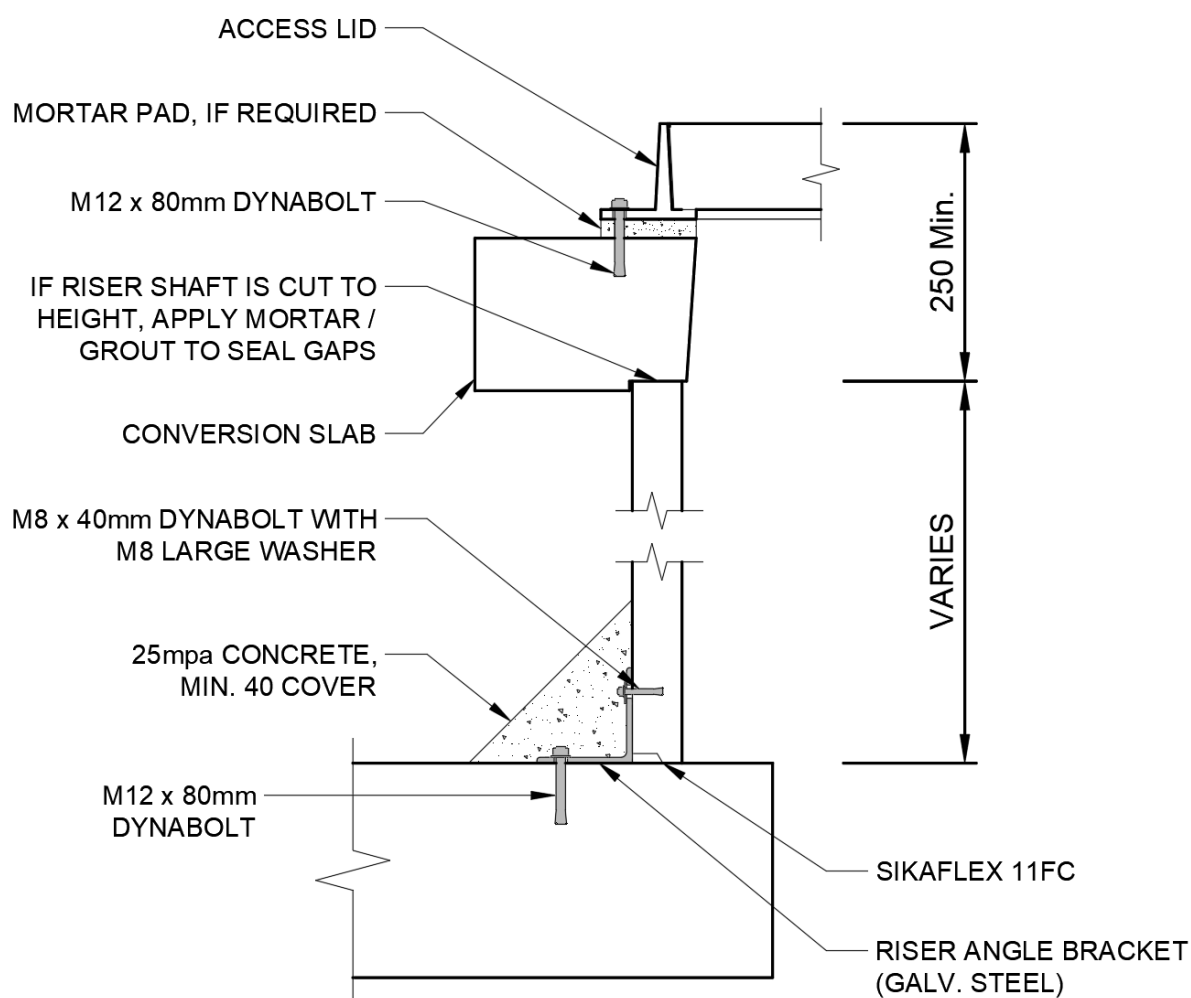 ACCESS LID
MORTAR PAD, IF REQUIRED
M12 x 80mm DYNABOLT
IF RISER SHAFT IS CUT TO
HEIGHT, APPLY MORTAR /
GROUT TO SEAL GAPS
CONVERSION SLAB
M8 x 40mm DYNABOLT WITH
M8 LARGE WASHER
25mpa CONCRETE,
MIN. 40 COVER
M12 x 80mm
DYNABOLT
250 Min.
VARIES
SIKAFLEX 11FC
RISER ANGLE BRACKET
(GALV. STEEL)